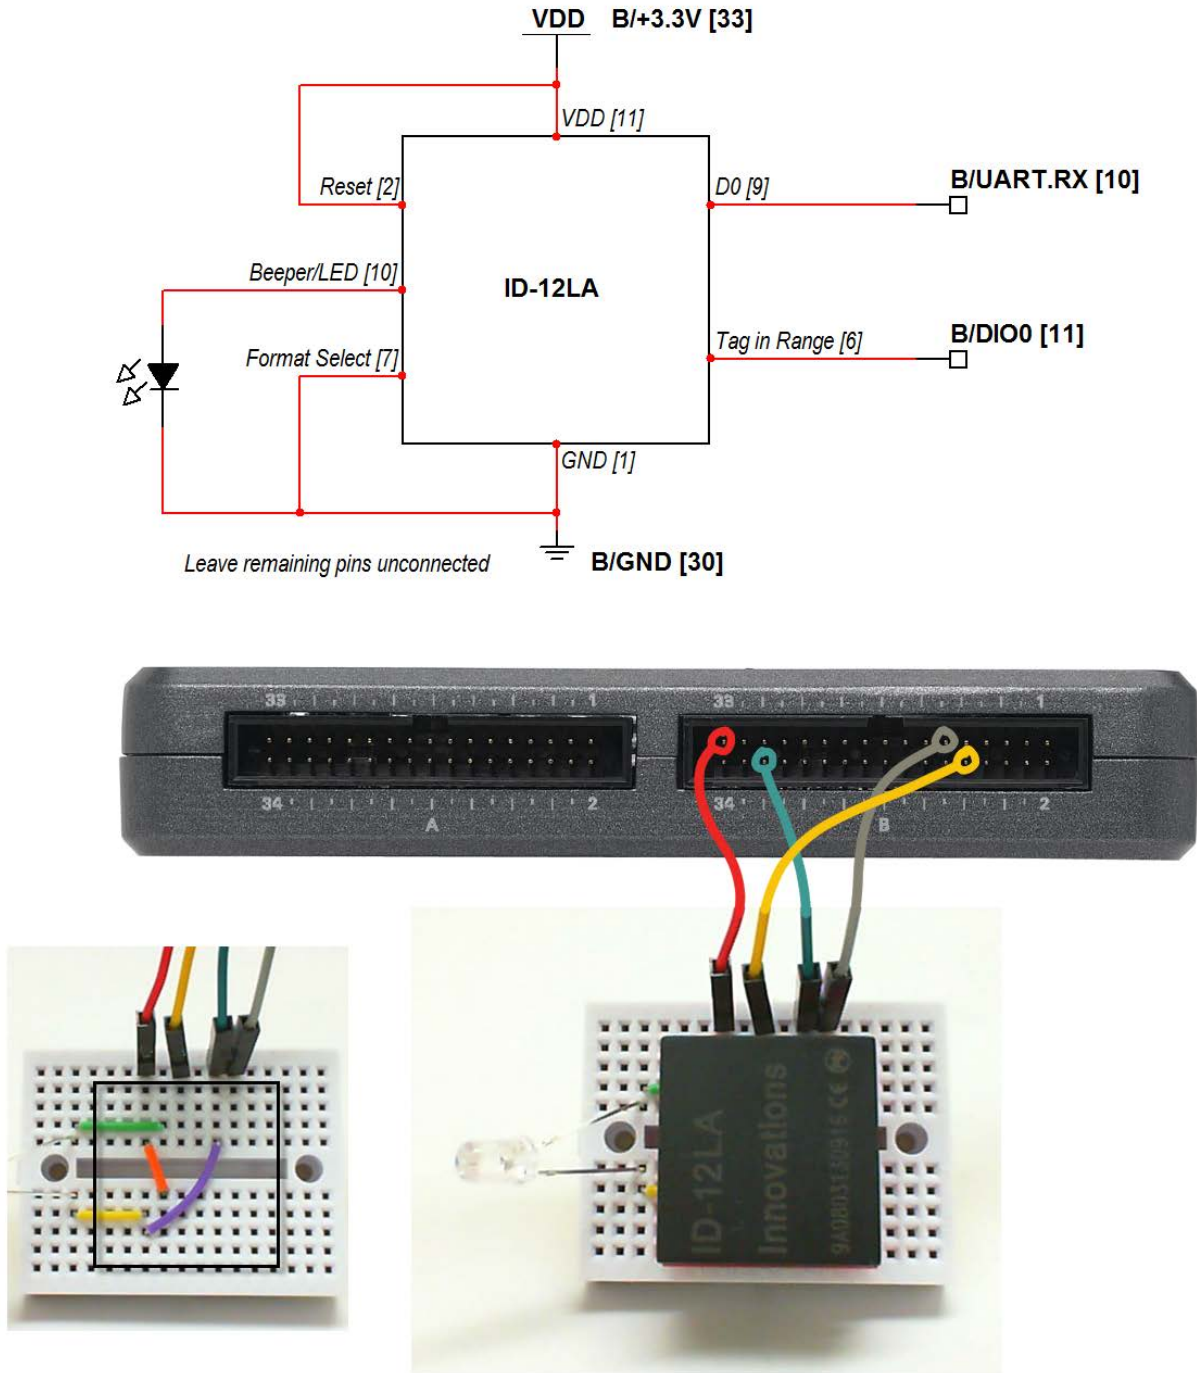 VDD B/+3.3V [33]
VDD [11]
Reset [2]
D0 [9]
B/UART.RX [10]
Beeper/LED [10]
ID-12LA
Format Select [7]
Tag in Range [6]
B/DIO0 [11]
GND [1]
Leave remaining pins unconnected
B/GND [30]
33 1 33 1
34 2 34 2
A B
ID-12LA
Innovations